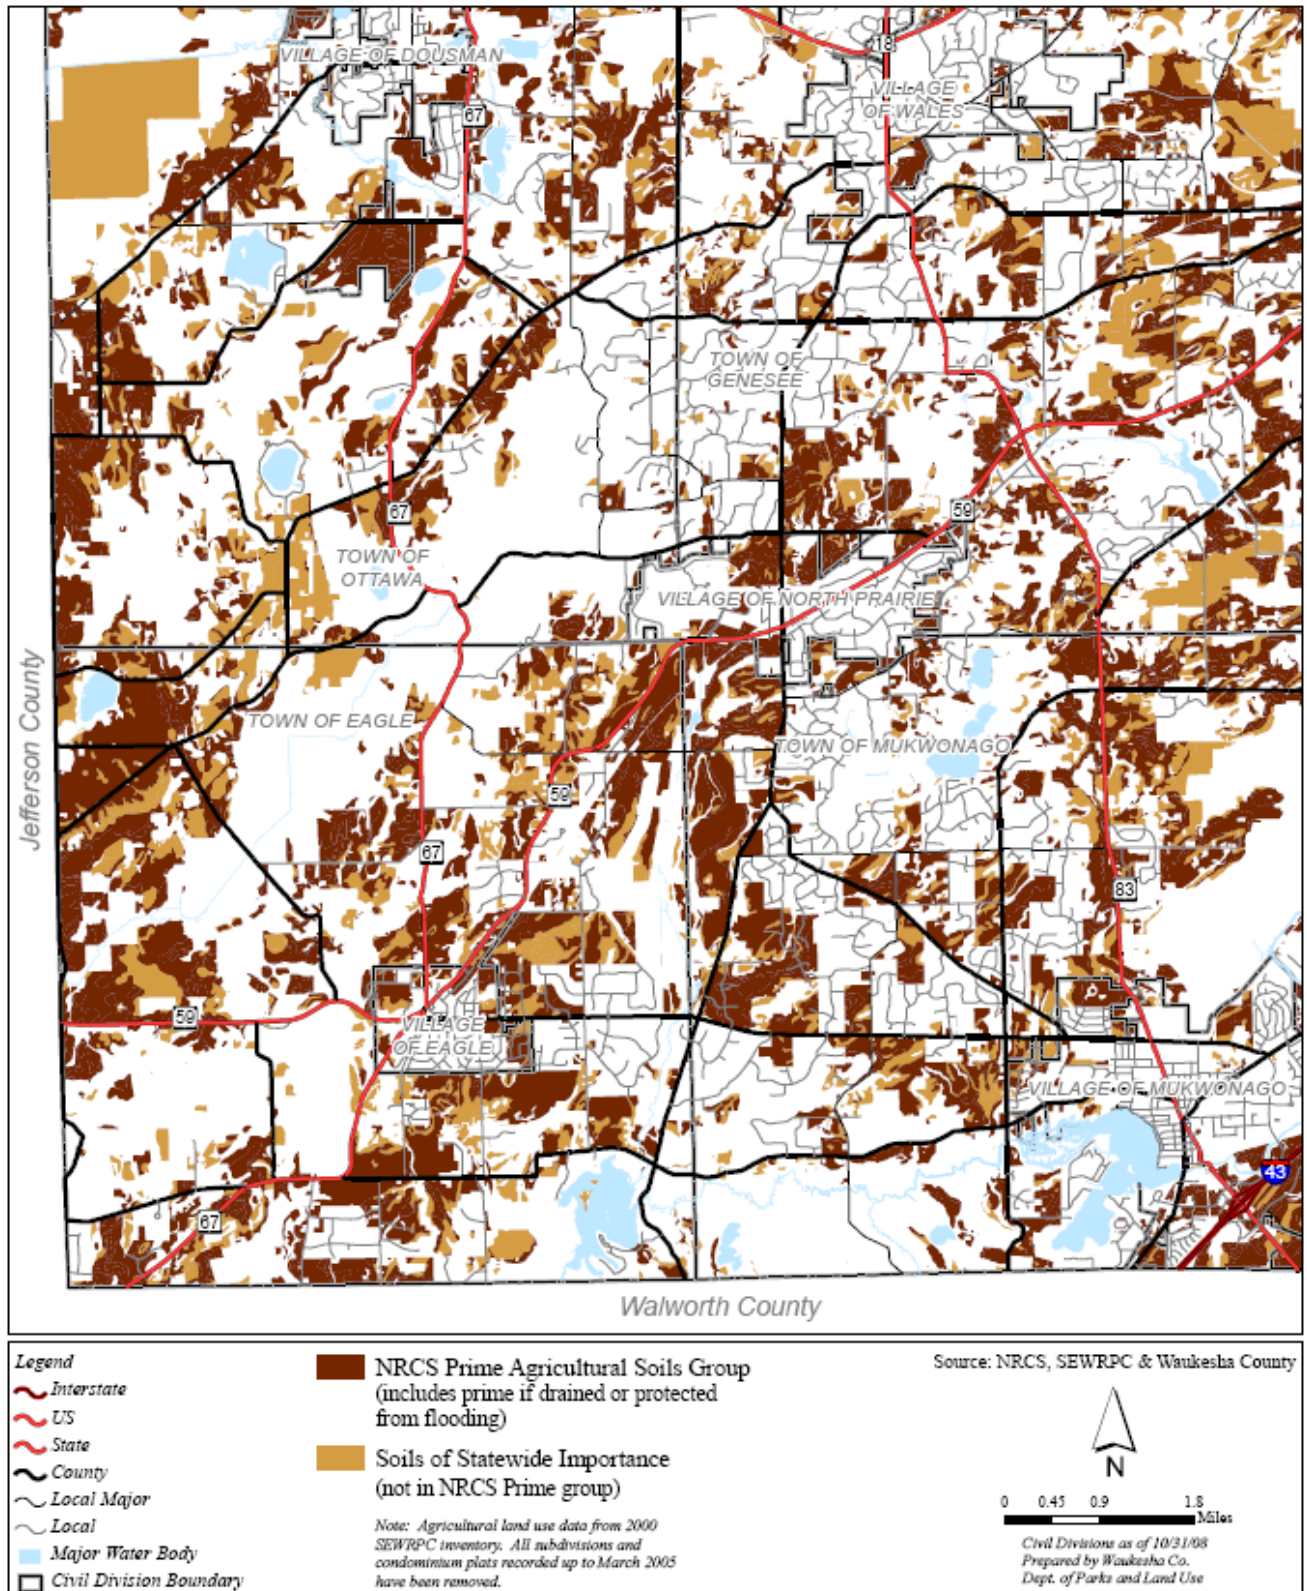 18
VILLAGE OF DOUSMAN
VILLAGE
OF WALES
67
TOWN OF
GENESEE
67
59
TOWN OF
OTTAWA
VILLAGE OF NORTH PRAIRIE
Jefferson County
TOWN OF EAGLE
TOWN OF MUKWONAGO
59
67
83
59
VILLAGE
OF EAGLE
VILLAGE OF MUKWONAGO
43
67
Walworth County
Legend
Interstate
US
State
County
Local Major
Local
Major Water Body
Civil Division Boundary
NRCS Prime Agricultural Soils Group
(includes prime if drained or protected
from flooding)
Soils of Statewide Importance
(not in NRCS Prime group)
Note: Agricultural land use data from 2000
SEWRPC inventory. All subdivisions and
condominium plats recorded up to March 2005
have been removed.
Source: NRCS, SEWRPC & Waukesha County
N
0 0.45 0.9 1.8
Miles
Civil Divisions as of 10/31/08
Prepared by Waukesha Co.
Dept. of Parks and Land Use